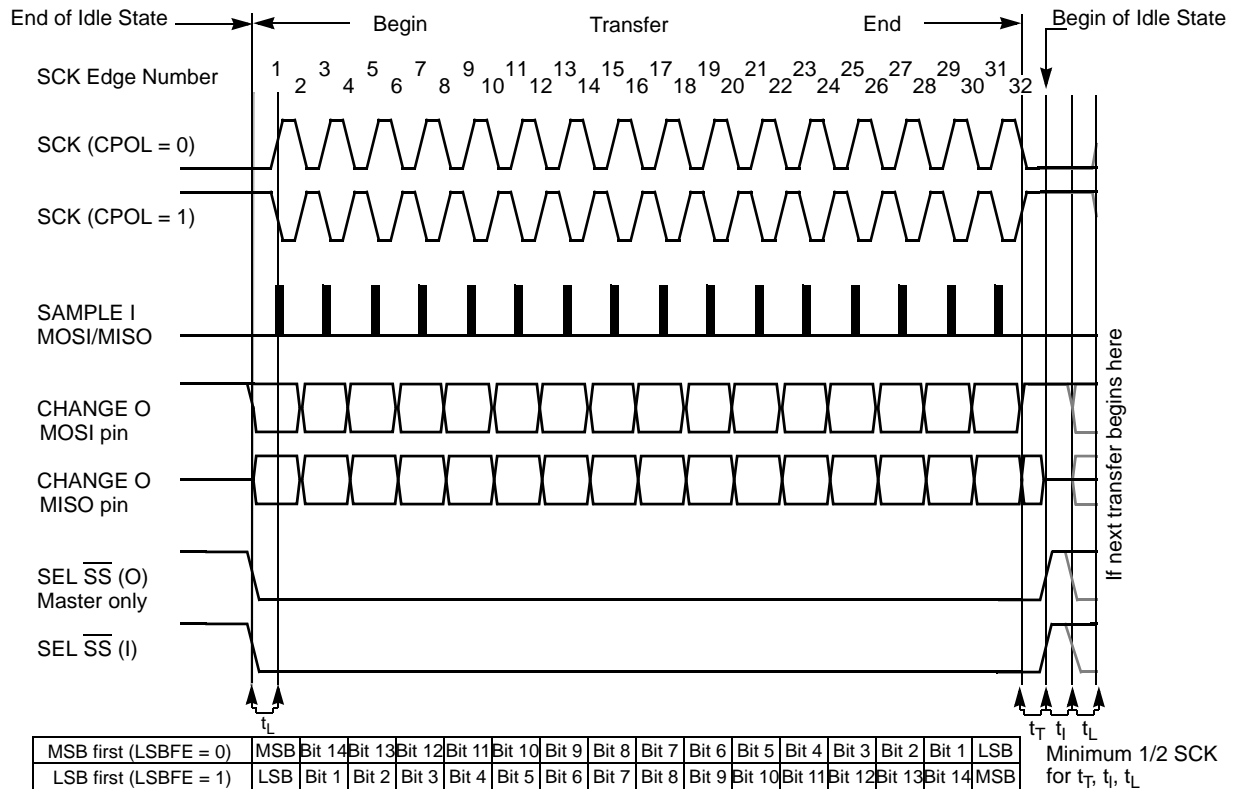 End of Idle State
Begin
Transfer
End
Begin of Idle State
SCK Edge Number
1 3 5 7 9 11 13 15 17 19 21 23 25 27 29 31
2 4 6 8 10 12 14 16 18 20 22 24 26 28 30 32
SCK (CPOL = 0)
SCK (CPOL = 1)
SAMPLE I
MOSI/MISO
CHANGE O
MOSI pin
CHANGE O
MISO pin
SEL SS (O)
Master only
SEL SS (I)
If next transfer begins here
tL
tT tI tL
MSB first (LSBFE = 0) MSB Bit 14 Bit 13 Bit 12 Bit 11 Bit 10 Bit 9 Bit 8 Bit 7 Bit 6 Bit 5 Bit 4 Bit 3 Bit 2 Bit 1 LSB
LSB first (LSBFE = 1) LSB Bit 1 Bit 2 Bit 3 Bit 4 Bit 5 Bit 6 Bit 7 Bit 8 Bit 9 Bit 10 Bit 11 Bit 12 Bit 13 Bit 14 MSB
Minimum 1/2 SCK
for tT, tI, tL